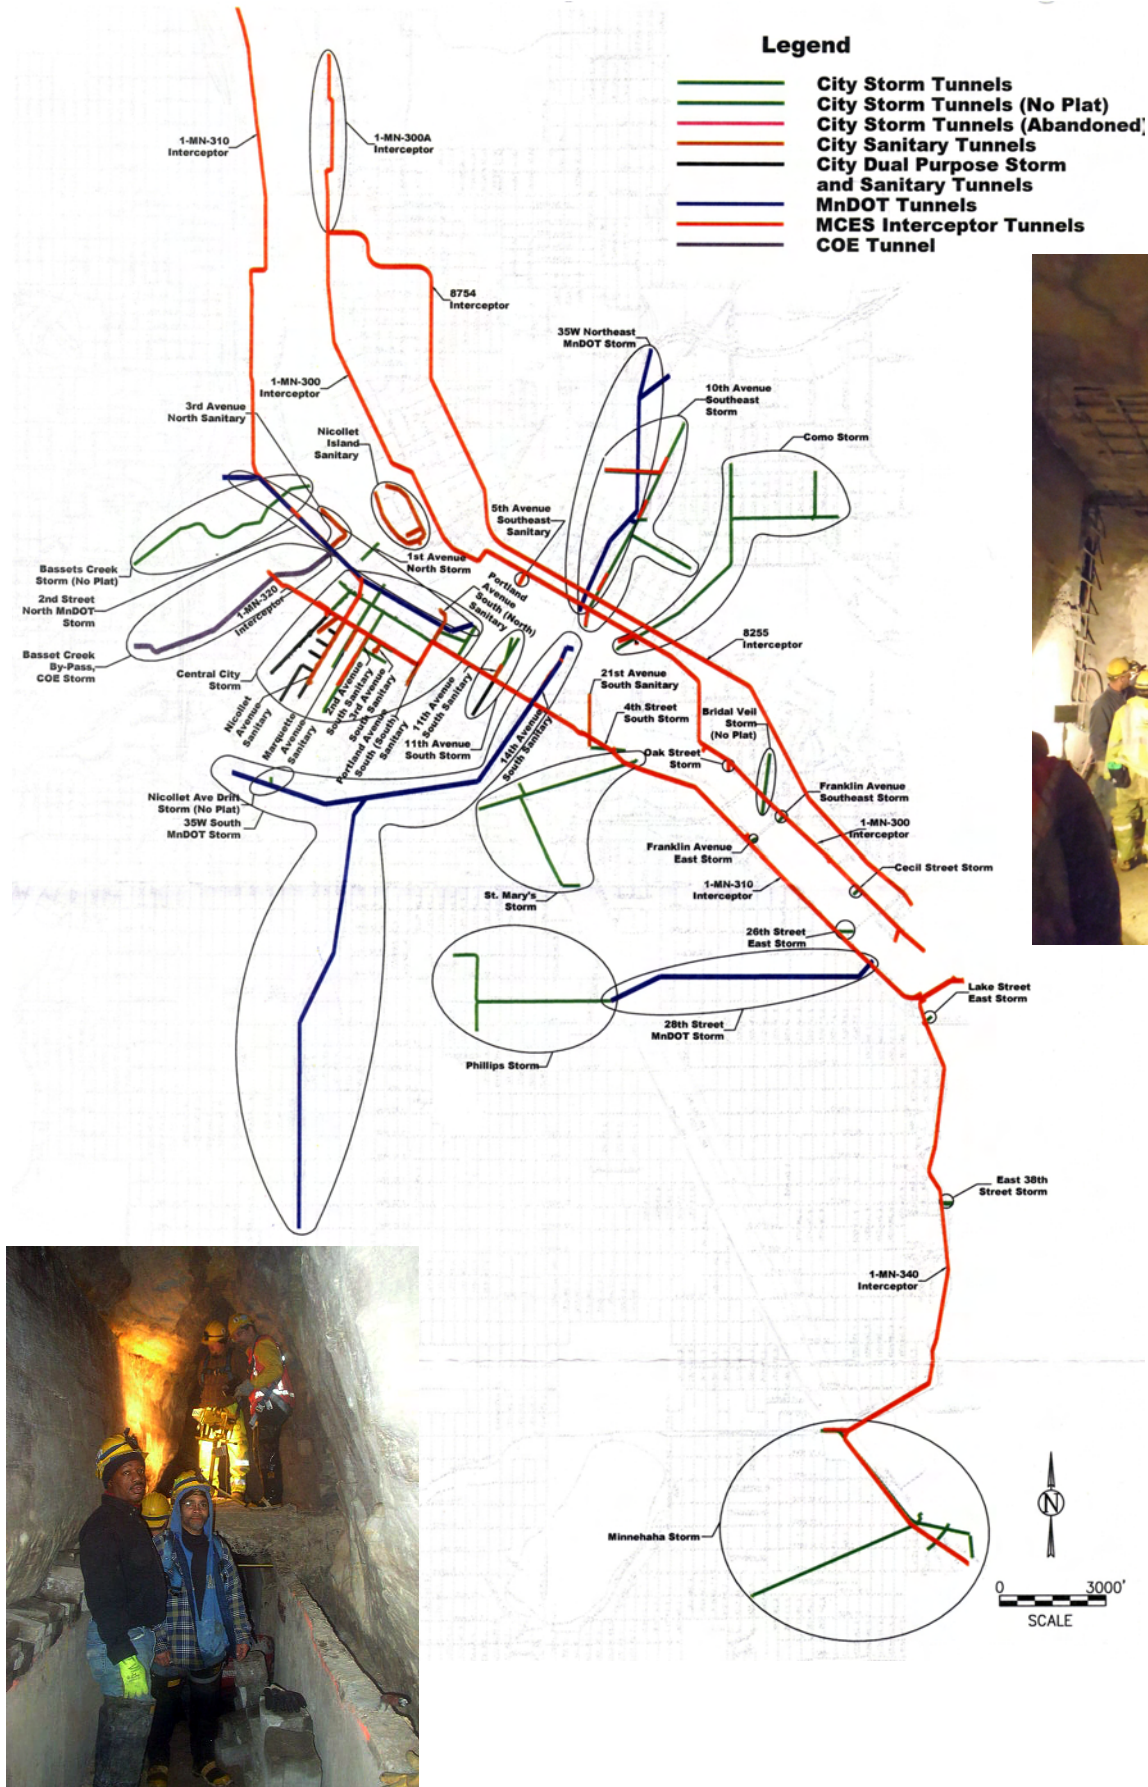 Legend
City Storm Tunnels
City Storm Tunnels (No Plat)
City Storm Tunnels (Abandoned)
City Sanitary Tunnels
City Dual Purpose Storm
and Sanitary Tunnels
MnDOT Tunnels
MCES Interceptor Tunnels
COE Tunnel
1-MN-310
Interceptor
1-MN-300A
Interceptor
8754
Interceptor
35W Northeast
MnDOT Storm
1-MN-300
Interceptor
10th Avenue
Southeast
Storm
3rd Avenue
North Sanitary
Nicollet
Island
Sanitary
Como Storm
5th Avenue
Southeast
Sanitary
Bassets Creek
Storm (No Plat)
1st Avenue
North Storm
2nd Street
North MnDOT
Storm
1-MN-320
Interceptor
Portland
Avenue
South (North)
Sanitary
Basset Creek
By-Pass,
COE Storm
8255
Interceptor
Central City
Storm
21st Avenue
South Sanitary
Nicollet
Avenue
Sanitary
Marquette
Avenue
Sanitary
2nd Avenue
South Sanitary
3rd Avenue
South Sanitary
Portland Avenue
South (South)
Sanitary
11th Avenue
South Sanitary
11th Avenue
South Storm
14th Avenue
South Sanitary
4th Street
South Storm
Bridal Veil
Storm
(No Plat)
Oak Street
Storm
Nicollet Ave Drift
Storm (No Plat)
35W South
MnDOT Storm
Franklin Avenue
Southeast Storm
1-MN-300
Interceptor
Franklin Avenue
East Storm
Cecil Street Storm
1-MN-310
Interceptor
St. Mary's
Storm
26th Street
East Storm
Lake Street
East Storm
28th Street
MnDOT Storm
Phillips Storm
East 38th
Street Storm
1-MN-340
Interceptor
Minnehaha Storm
N
0 3000'
SCALE